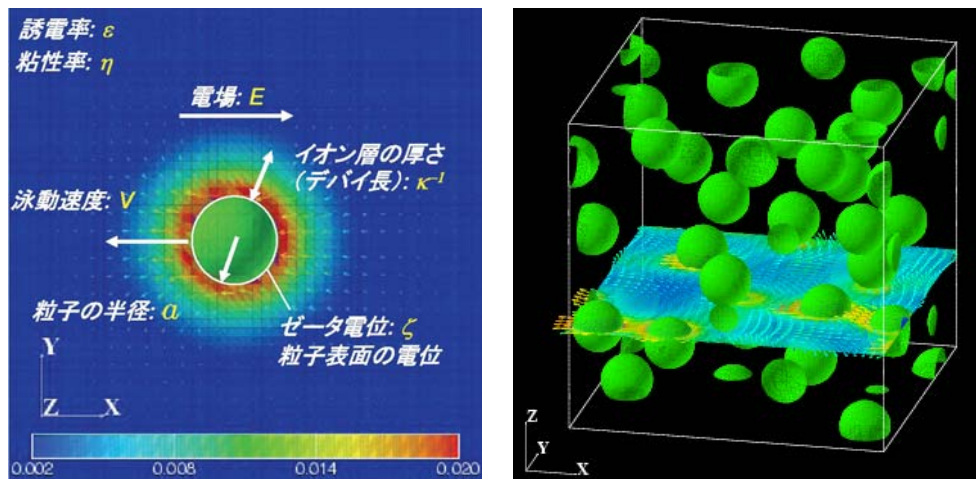 誘電率: ε
粘性率: η
電場: E
イオン層の厚さ
(デバイ長): κ⁻¹
泳動速度: V
粒子の半径: a
ゼータ電位: ζ
粒子表面の電位
Y
Z
X
0.002
0.008
0.014
0.020
Z
Y
X